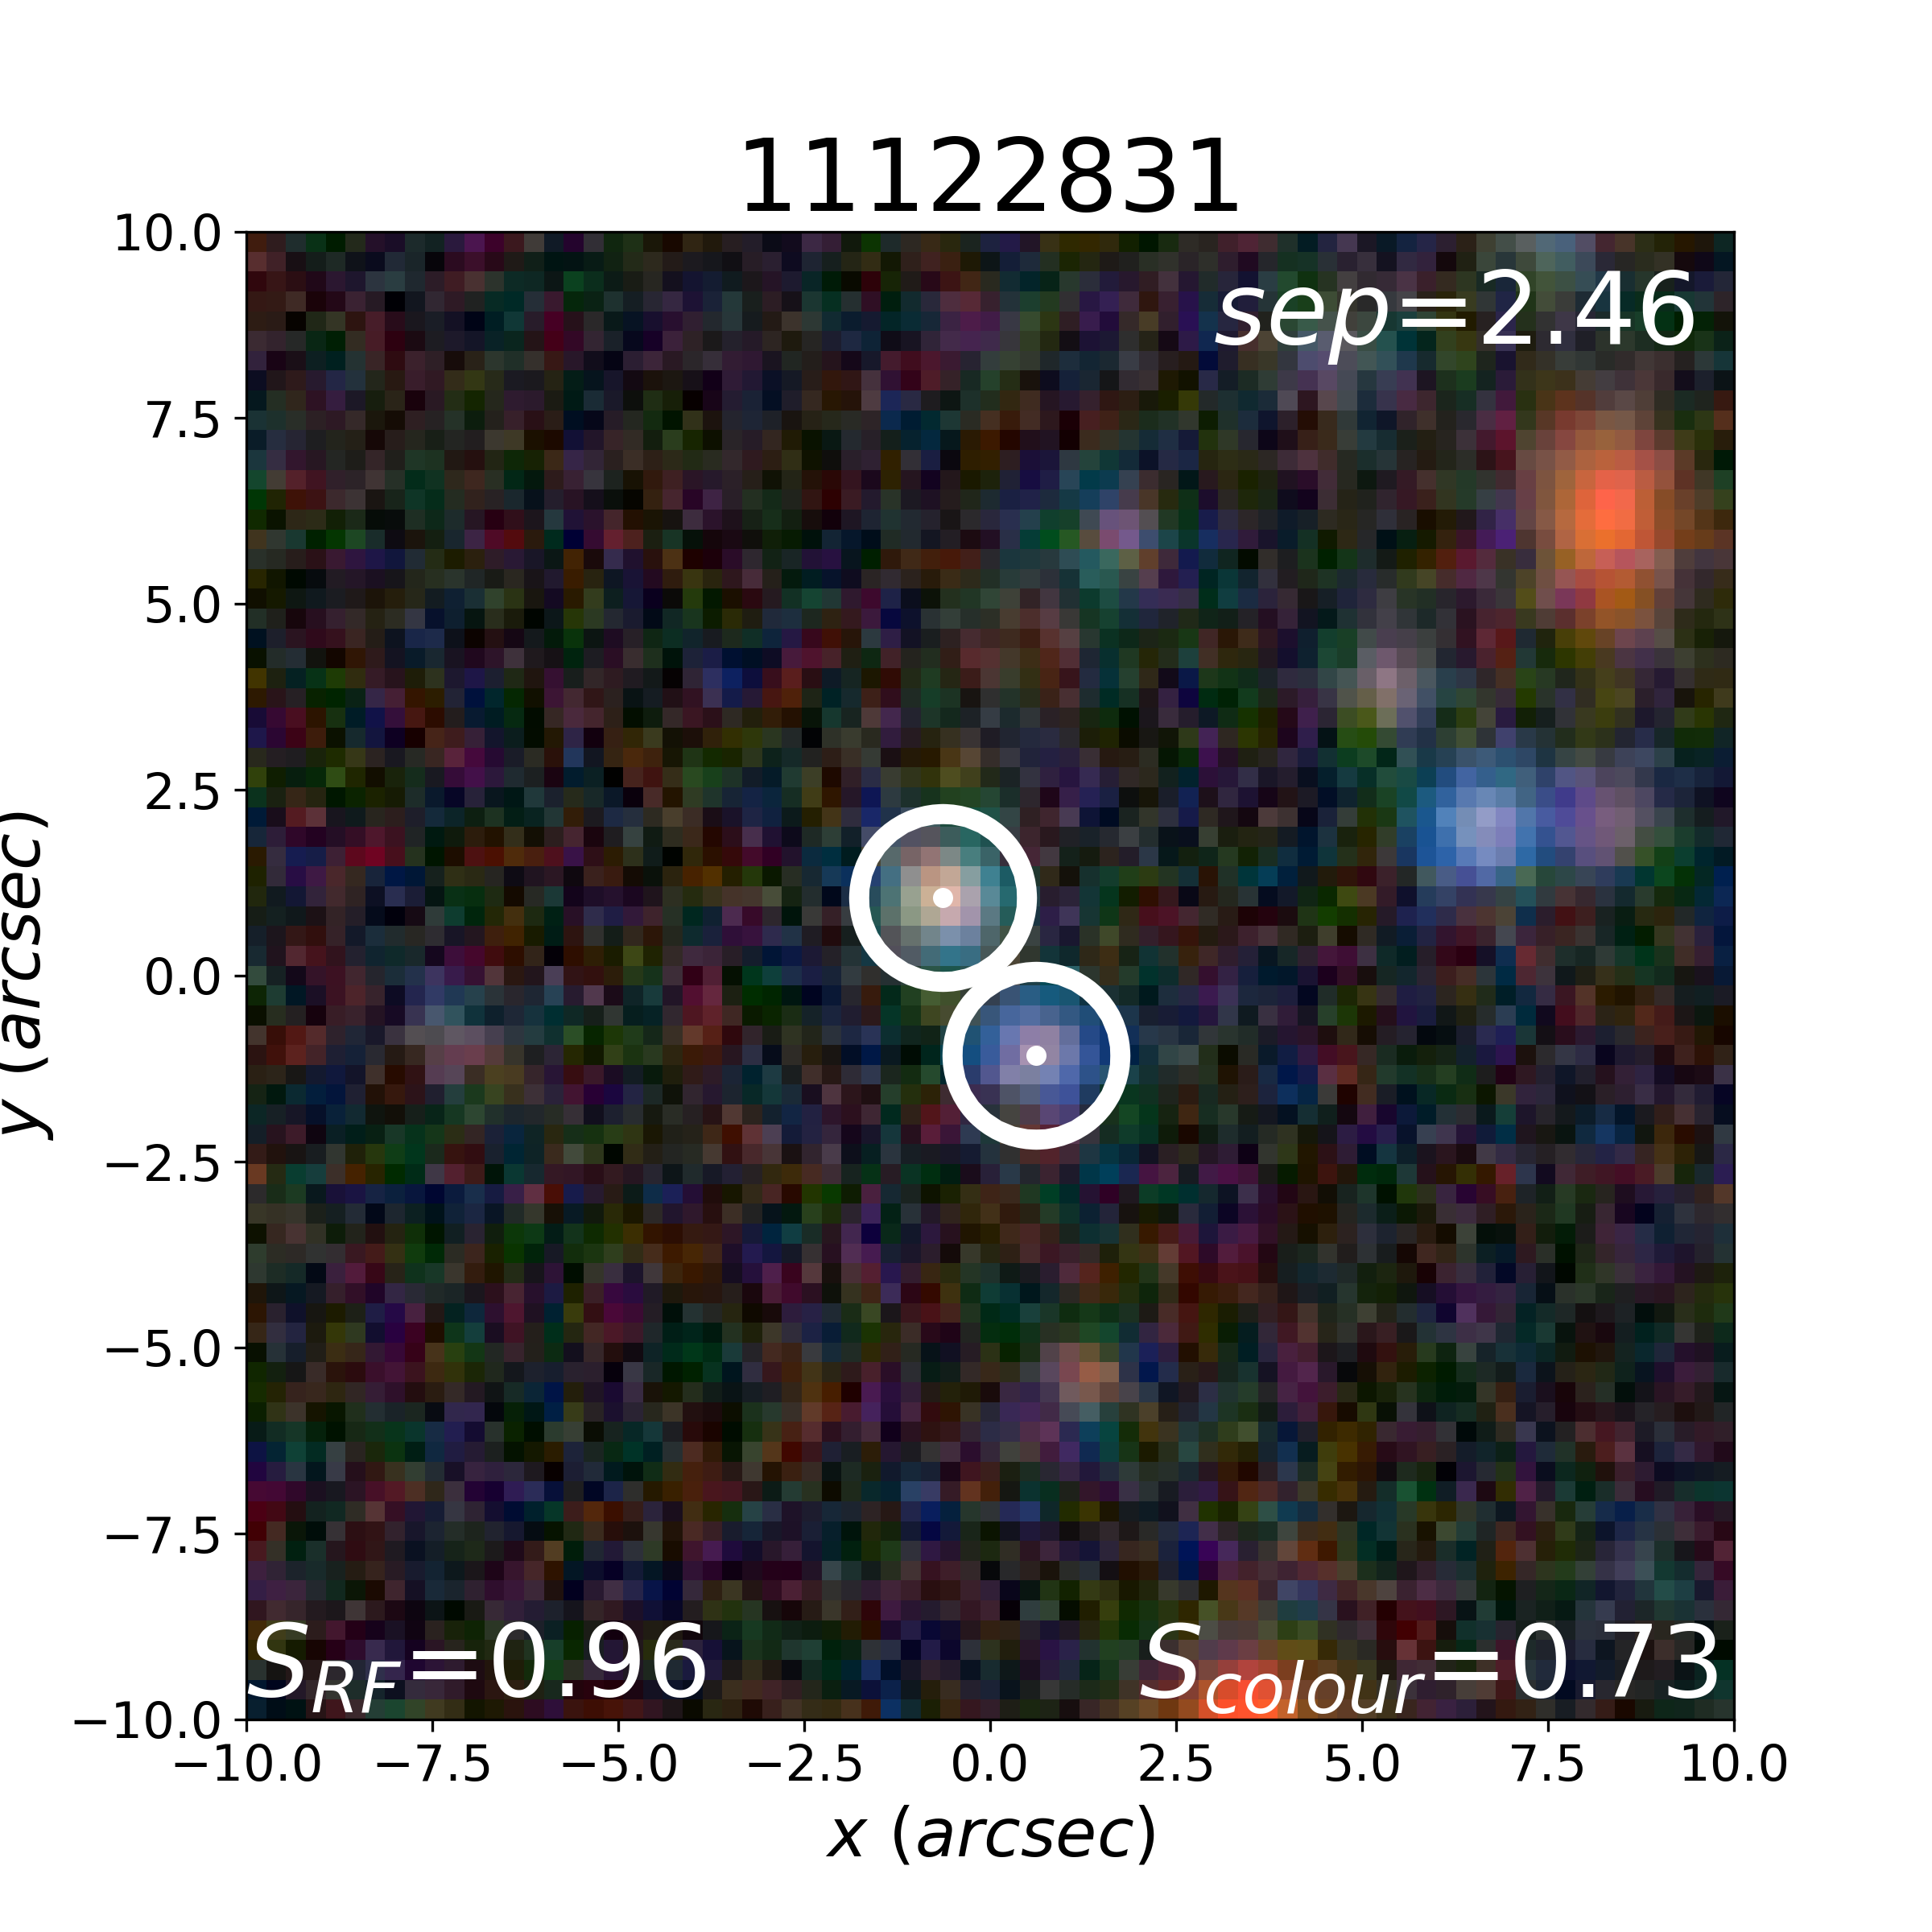 11122831
sep=2.46
10.0
7.5
5.0
2.5
0.0
−2.5
−5.0
−7.5
−10.0
y (arcsec)
S_RF=0.96
S_colour=0.73
−10.0 −7.5 −5.0 −2.5 0.0 2.5 5.0 7.5 10.0
x (arcsec)